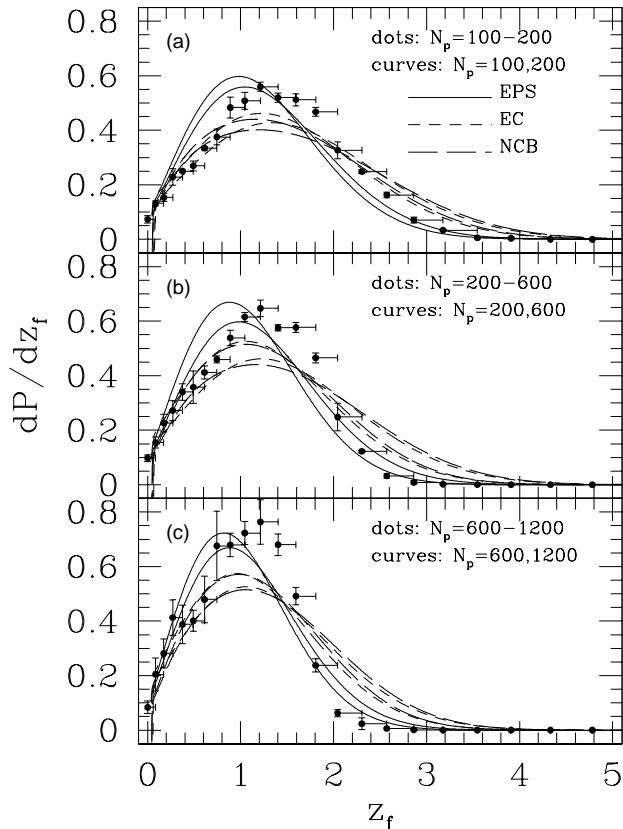 (a)
dots: N_p=100−200
curves: N_p=100,200
EPS
EC
NCB
0.8
0.6
0.4
0.2
0
(b)
dots: N_p=200−600
curves: N_p=200,600
0.8
0.6
0.4
0.2
0
dP/dz_f
(c)
dots: N_p=600−1200
curves: N_p=600,1200
0.8
0.6
0.4
0.2
0
0 1 2 3 4 5
z_f